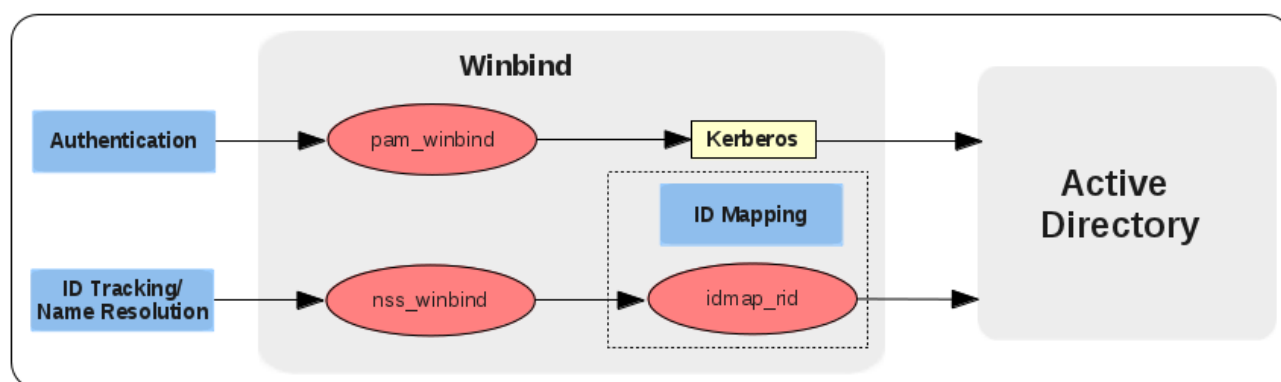 Winbind
Authentication
pam_winbind
Kerberos
Active
Directory
ID Mapping
ID Tracking/
Name Resolution
nss_winbind
idmap_rid